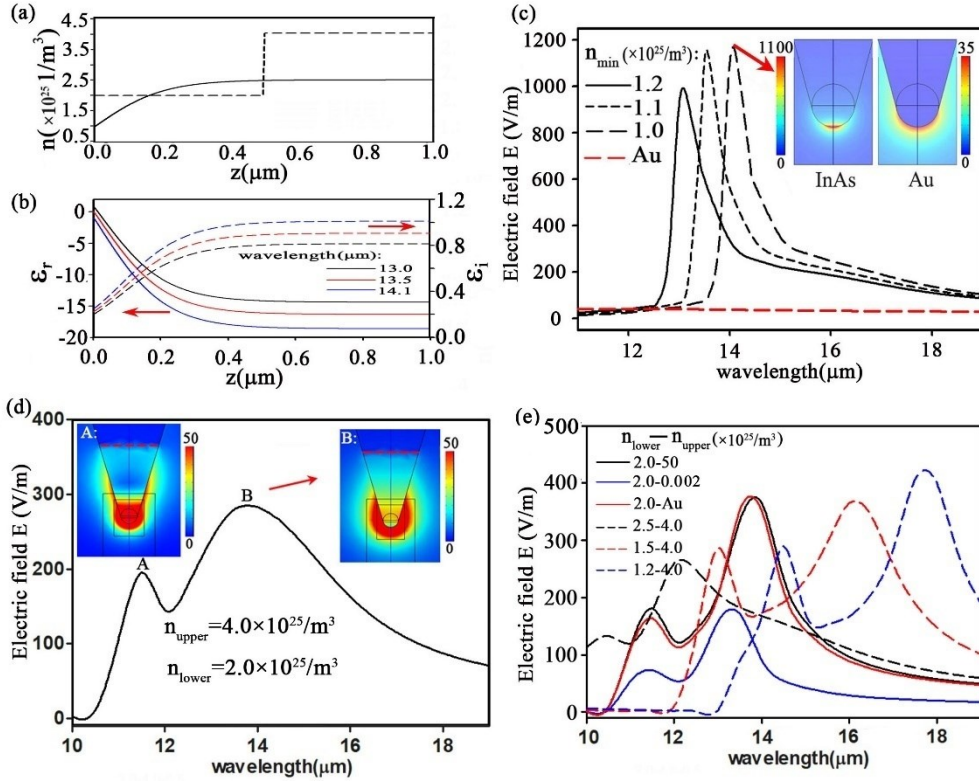 (a)
4.5
3.5
2.5
1.5
0.5
n(×10²⁵ 1/m³)
0.0 0.2 0.4 0.6 0.8 1.0
z(μm)
(b)
0
-5
-10
-15
-20
εr
1.2
0.8
0.4
0.0
εi
wavelength(μm):
13.0
13.5
14.1
0.0 0.2 0.4 0.6 0.8 1.0
z(μm)
(c)
1200
1000
800
600
400
200
0
Electric field E (V/m)
nmin(×10²⁵/m³):
1.2
1.1
1.0
Au
1100
0
35
0
InAs Au
12 14 16 18
wavelength(μm)
(d)
400
300
200
100
0
Electric field E (V/m)
A:
50
0
B:
50
0
A
B
nupper=4.0×10²⁵/m³
nlower=2.0×10²⁵/m³
10 12 14 16 18
wavelength(μm)
(e)
500
400
300
200
100
0
Electric field E (V/m)
nlower—nupper(×10²⁵/m³)
2.0-50
2.0-0.002
2.0-Au
2.5-4.0
1.5-4.0
1.2-4.0
10 11 12 13 14 15 16 17 18
wavelength(μm)